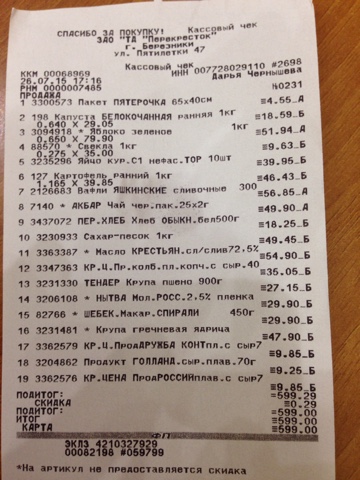 СПАСИБО ЗА ПОКУПКУ! Кассовый чек
ЗАО "ТД "Перекресток"
г. Березники
ул. Пятилетки 47
Кассовый чек
ККМ 00068969 ИНН 007728029110 #2698
26.07.15 17:16 Дарья Чернышева
РНМ 0000007485 №0231
ПРОДАЖА
1 3300573 Пакет ПЯТЕРОЧКА 65х40см
≡4.55_А
2 198 Капуста БЕЛОКОЧАННАЯ ранняя 1кг
0.640 X 29.05 ≡18.59_Б
3 3094918 * Яблоко зеленое 1кг
0.650 X 79.90 ≡51.94_А
4 88570 * Свекла 1кг
0.275 X 35.00 ≡9.63_Б
5 3235296 Яйцо кур.С1 нефас.ТОР 10шт
≡39.95_Б
6 127 Картофель ранний 1кг
1.165 X 39.85 ≡46.43_Б
7 2126683 Вафли ЯШКИНСКИЕ сливочные 300
≡56.85_А
8 7140 * АКБАР Чай чер.пак.25х2г
≡49.90_А
9 3437072 ПЕР.ХЛЕБ Хлеб ОБЫКН.бел500г
≡18.25_Б
10 3230933 Сахар-песок 1кг
≡49.45_Б
11 3363387 * Масло КРЕСТЬЯН.сл/слив72,5%
≡54.90_Б
12 3347363 КР.Ц.Пр.колб.пл.копч.с сыр.40
≡35.05_Б
13 3231330 ТЕНДЕР Крупа пшено 900г
≡27.15_Б
14 3206108 * НЫТВА Мол.РОСС.2,5% пленка
≡29.90_Б
15 82766 * ШЕБЕК.Макар.СПИРАЛИ 450г
≡29.90_Б
16 3231481 * Крупа гречневая ядрица
≡47.90_Б
17 3362579 КР.Ц.ПродДРУЖБА КОНТпл.с сыр7
≡9.85_Б
18 3204862 Продукт ГОЛЛАНД.сыр.плав.70г
≡9.25_Б
19 3362576 КР.ЦЕНА ПродРОССИЙпл.с сыр7
≡9.85_Б
ПОДИТОГ: =599.29
СКИДКА ≡0.29
ПОДИТОГ: =599.00
ИТОГ ≡599.00
КАРТА ≡599.00
ФП
ЭКЛЗ 4210327929
00082198 #059799
*На артикул не предоставляется скидка